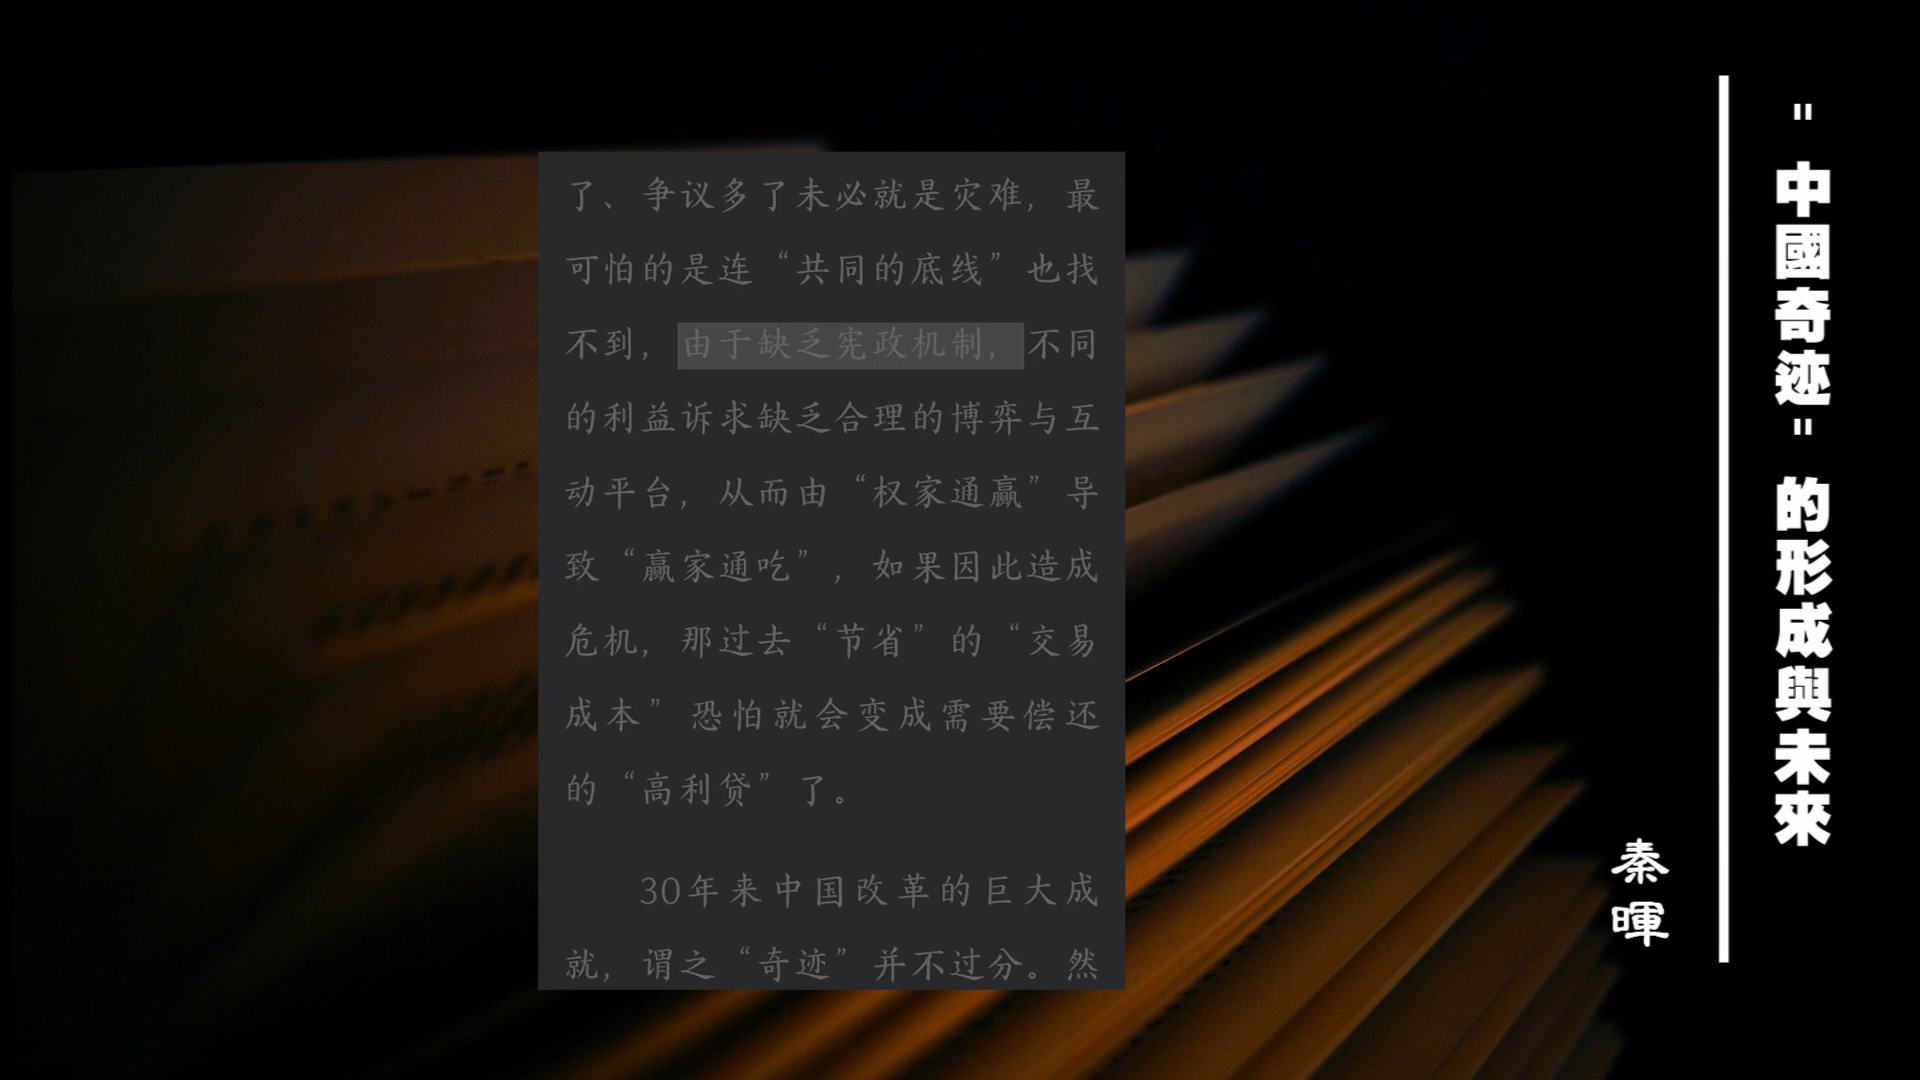 "中國奇迹"的形成與未來
秦暉
了、争议多了未必就是灾难，最
可怕的是连“共同的底线”也找
不到，由于缺乏宪政机制，不同
的利益诉求缺乏合理的博弈与互
动平台，从而由“权家通赢”导
致“赢家通吃”，如果因此造成
危机，那过去“节省”的“交易
成本”恐怕就会变成需要偿还
的“高利贷”了。
30年来中国改革的巨大成
就，谓之“奇迹”并不过分。然